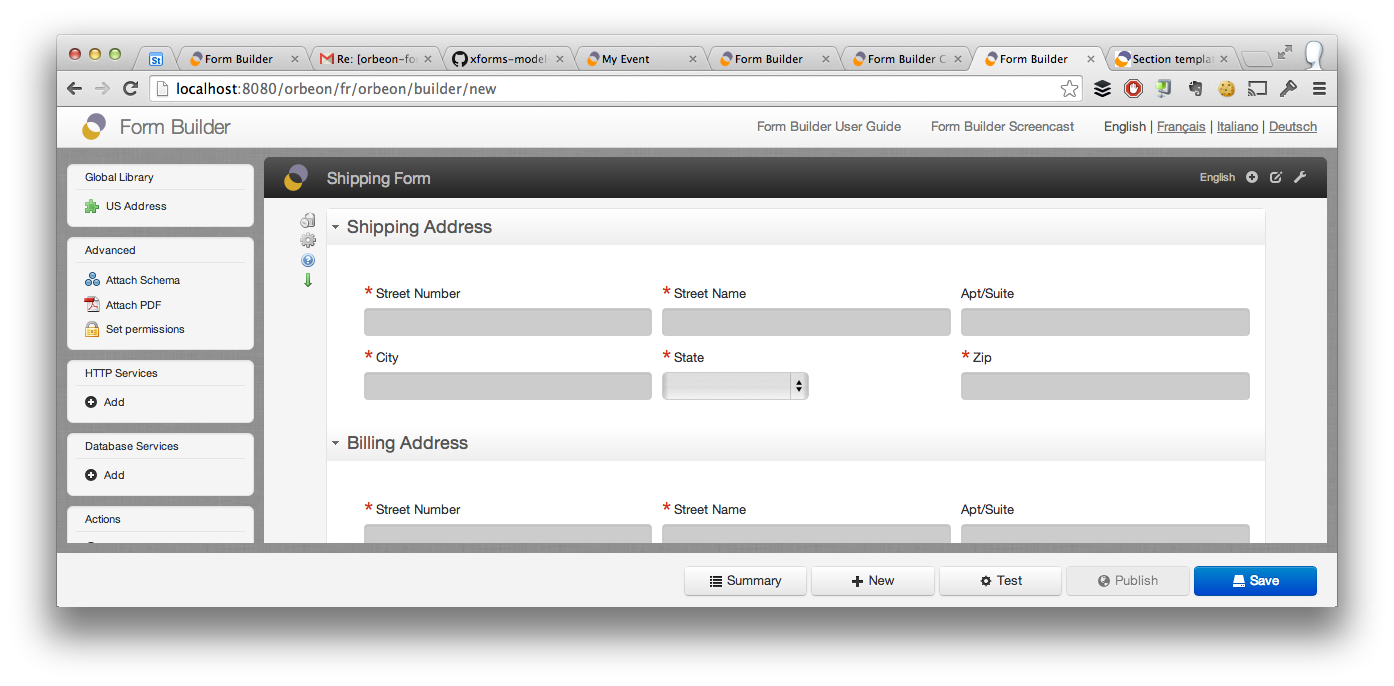 St
Form Builder
Re: [orbeon-fo
xforms-model
My Event
Form Builder
Form Builder C
Form Builder
Section templa
localhost:8080/orbeon/fr/orbeon/builder/new
Form Builder
Form Builder User Guide
Form Builder Screencast
English | Français | Italiano | Deutsch
Global Library
US Address
Advanced
Attach Schema
Attach PDF
Set permissions
HTTP Services
Add
Database Services
Add
Actions
Shipping Form
English
Shipping Address
* Street Number
* Street Name
Apt/Suite
* City
* State
* Zip
Billing Address
* Street Number
* Street Name
Apt/Suite
Summary
New
Test
Publish
Save